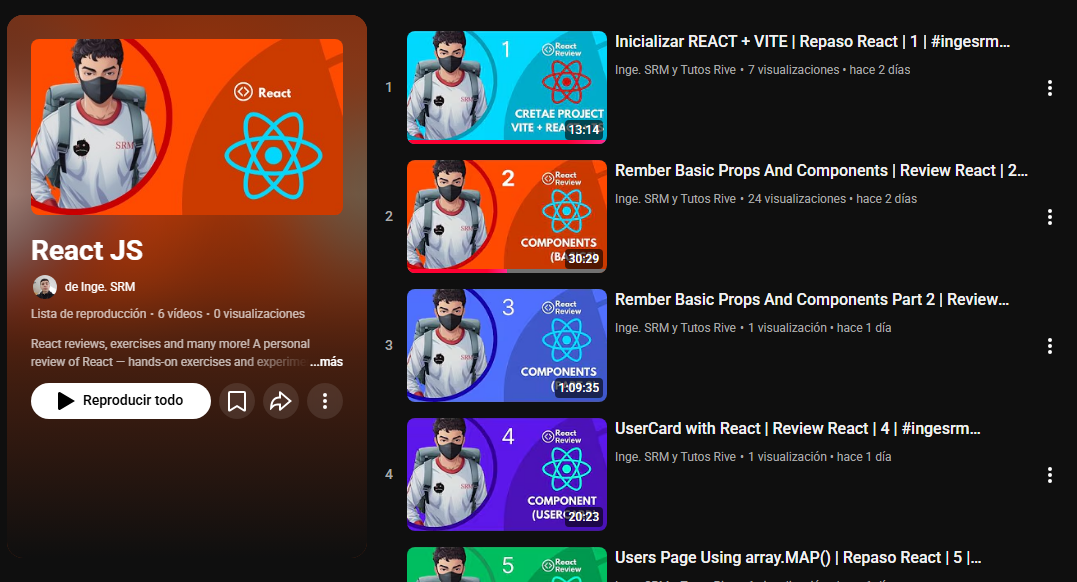 React
SRM
React JS
de Inge. SRM
Lista de reproducción • 6 vídeos • 0 visualizaciones
React reviews, exercises and many more! A personal
review of React — hands-on exercises and experime ...más
Reproducir todo
1
1
React
Review
CRETAE PROJECT
VITE + REA
13:14
Inicializar REACT + VITE | Repaso React | 1 | #ingesrm...
Inge. SRM y Tutos Rive • 7 visualizaciones • hace 2 días
2
2
React
Review
COMPONENTS
(BA
30:29
Rember Basic Props And Components | Review React | 2...
Inge. SRM y Tutos Rive • 24 visualizaciones • hace 2 días
3
3
React
Review
COMPONENTS
1:09:35
Rember Basic Props And Components Part 2 | Review...
Inge. SRM y Tutos Rive • 1 visualización • hace 1 día
4
4
React
Review
COMPONENT
(USERC
20:23
UserCard with React | Review React | 4 | #ingesrm...
Inge. SRM y Tutos Rive • 1 visualización • hace 1 día
5
React
Review
Users Page Using array.MAP() | Repaso React | 5 |...